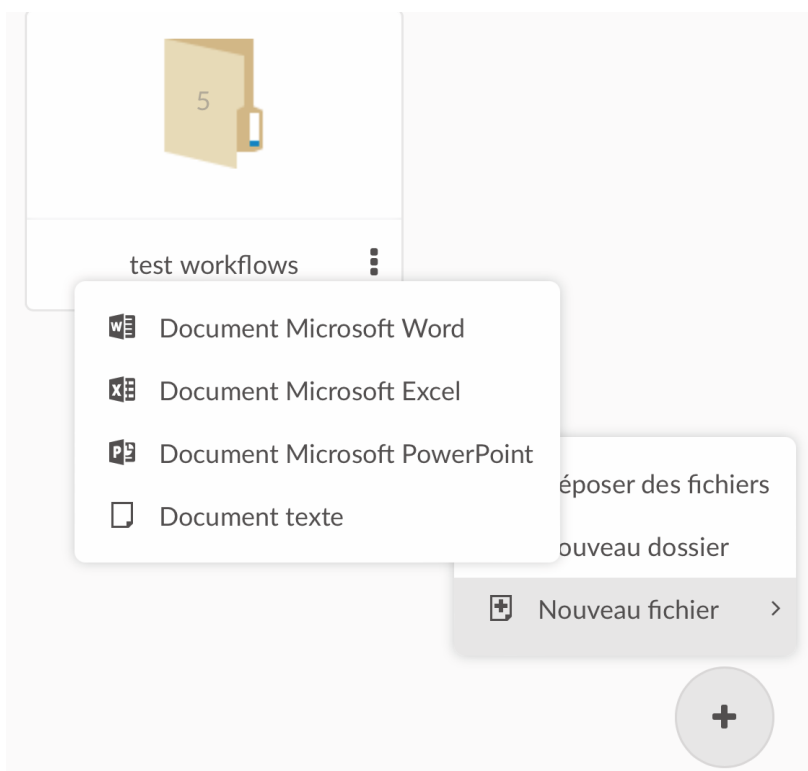 5
test workflows
Document Microsoft Word
Document Microsoft Excel
Document Microsoft PowerPoint
Document texte
époser des fichiers
ouveau dossier
Nouveau fichier